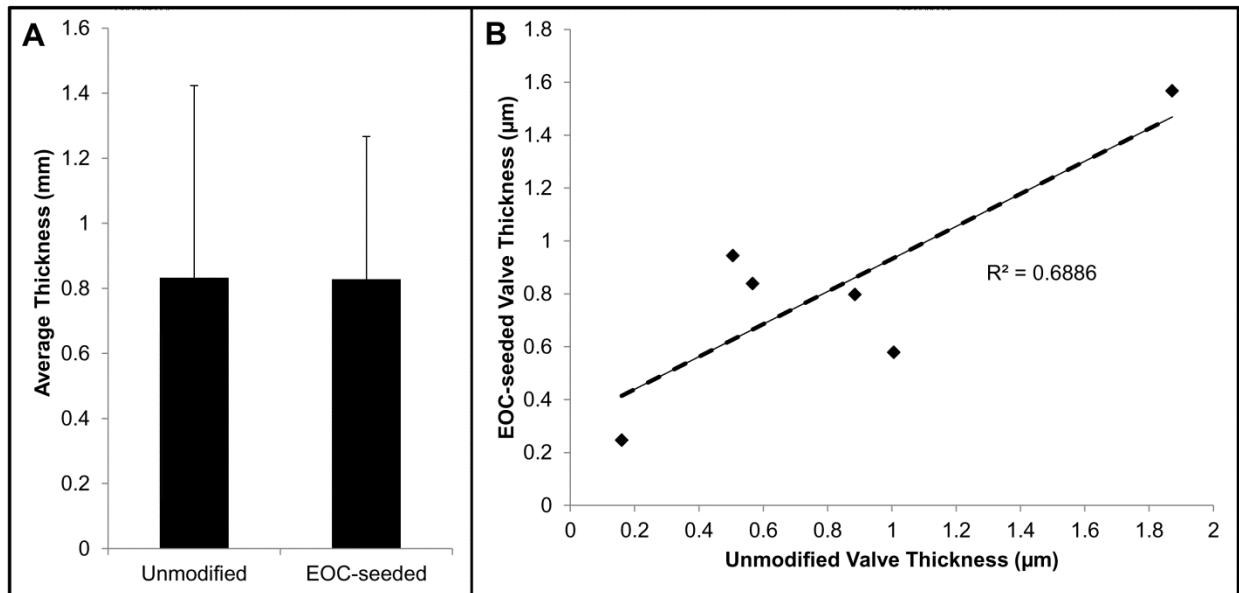 A
Average Thickness (mm)
1.6
1.4
1.2
1
0.8
0.6
0.4
0.2
0
Unmodified
EOC-seeded
B
EOC-seeded Valve Thickness (µm)
1.8
1.6
1.4
1.2
1
0.8
0.6
0.4
0.2
0
R² = 0.6886
0 0.2 0.4 0.6 0.8 1 1.2 1.4 1.6 1.8 2
Unmodified Valve Thickness (µm)